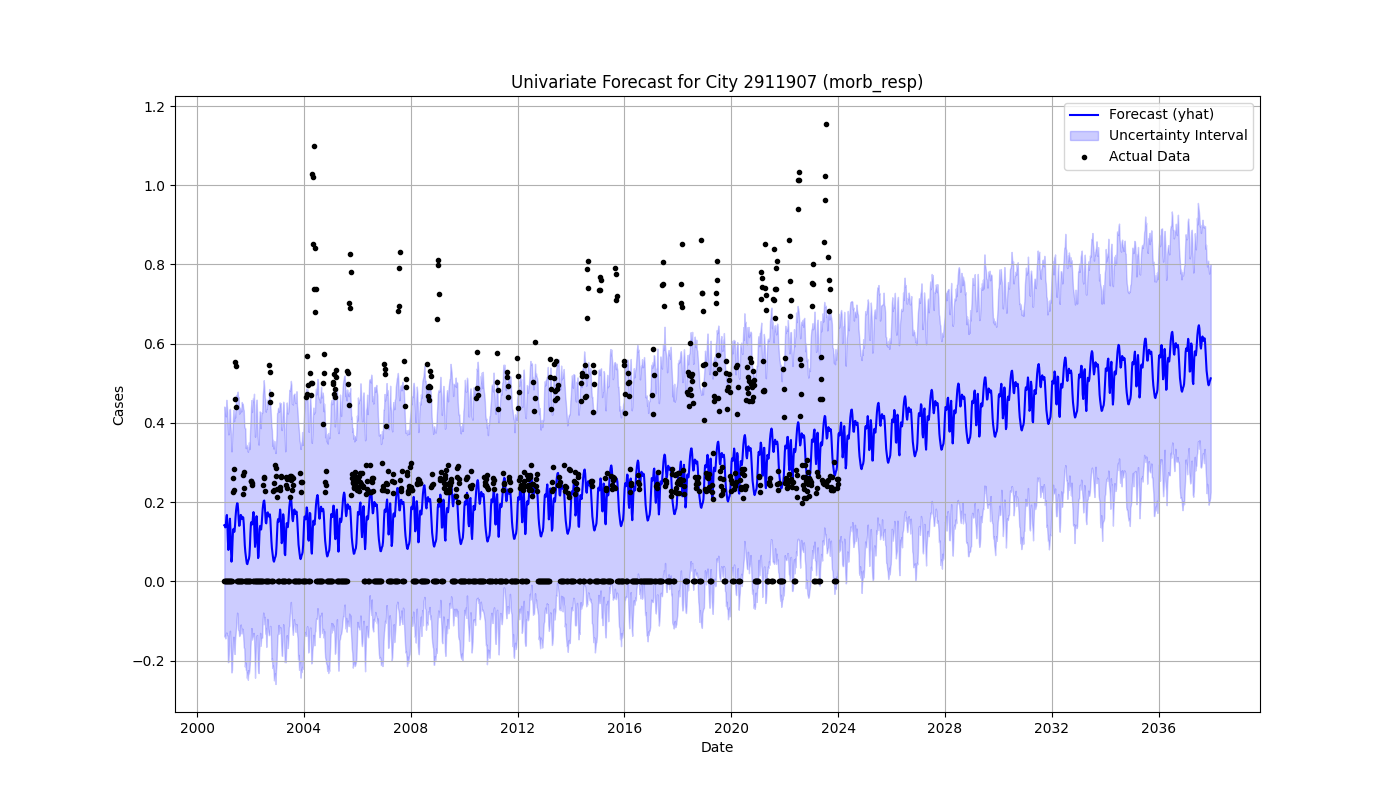 Univariate Forecast for City 2911907 (morb_resp)
Forecast (yhat)
Uncertainty Interval
Actual Data
Cases
1.2
1.0
0.8
0.6
0.4
0.2
0.0
−0.2
2000 2004 2008 2012 2016 2020 2024 2028 2032 2036
Date